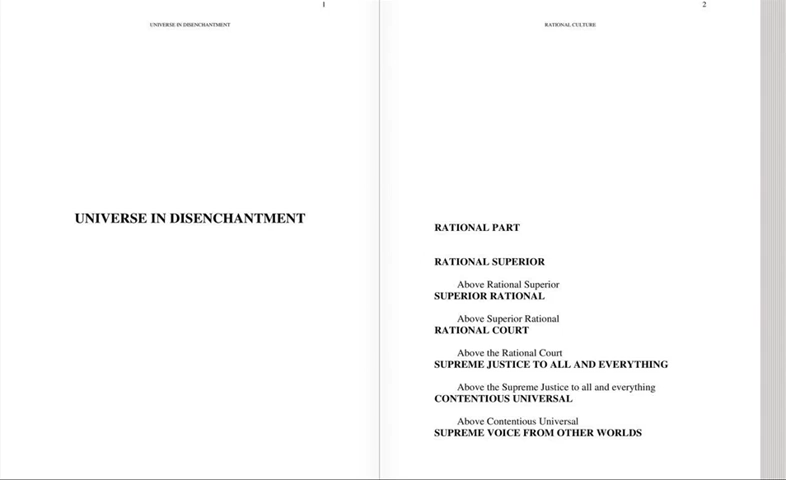 1
UNIVERSE IN DISENCHANTMENT
UNIVERSE IN DISENCHANTMENT
2
RATIONAL CULTURE
RATIONAL PART
RATIONAL SUPERIOR
Above Rational Superior
SUPERIOR RATIONAL
Above Superior Rational
RATIONAL COURT
Above the Rational Court
SUPREME JUSTICE TO ALL AND EVERYTHING
Above the Supreme Justice to all and everything
CONTENTIOUS UNIVERSAL
Above Contentious Universal
SUPREME VOICE FROM OTHER WORLDS